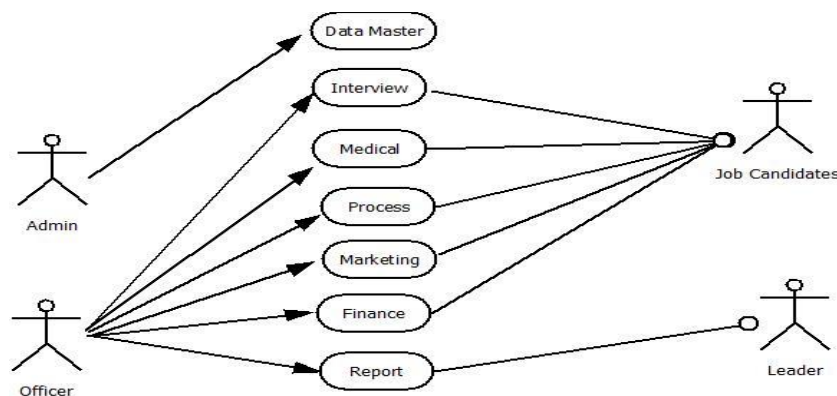 Data Master
Interview
Medical
Process
Marketing
Finance
Report
Admin
Officer
Job Candidates
Leader